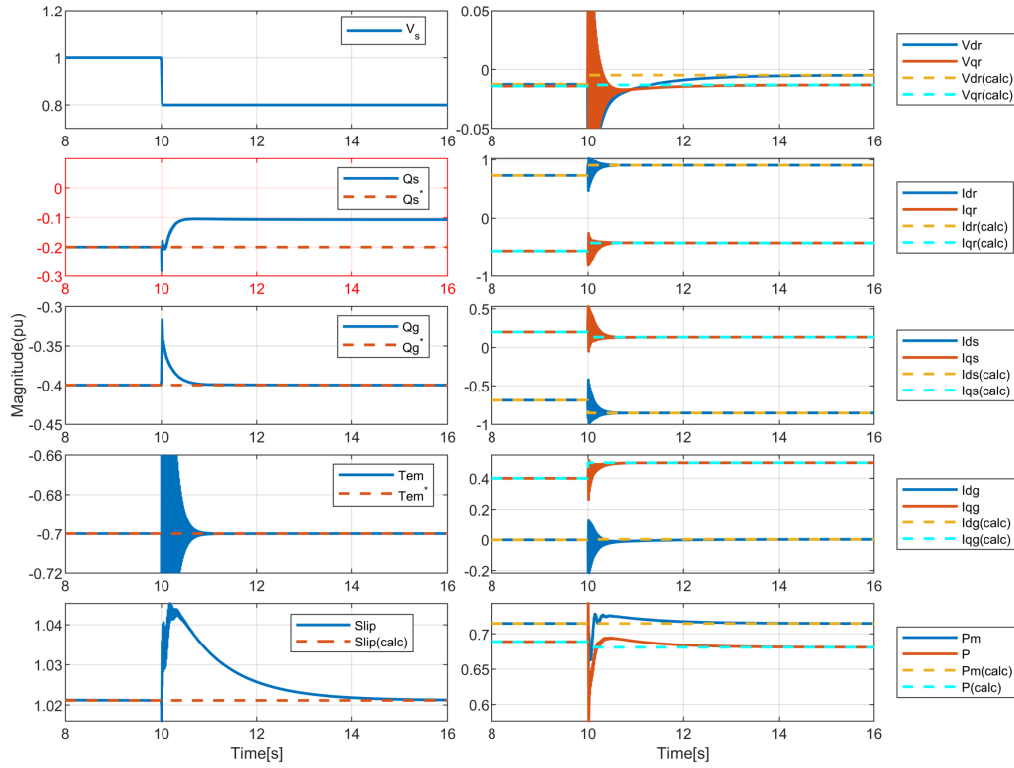 1.2
1
0.8
8
10
12
14
16
V_s
0.05
0
-0.05
8
10
12
14
16
Vdr
Vqr
Vdr(calc)
Vqr(calc)
0
-0.1
-0.2
-0.3
8
10
12
14
16
Qs
Qs*
1
0
-1
8
10
12
14
16
Idr
Iqr
Idr(calc)
Iqr(calc)
Magnitude(pu)
-0.3
-0.35
-0.4
-0.45
8
10
12
14
16
Qg
Qg*
0.5
0
-0.5
-1
8
10
12
14
16
Ids
Iqs
Ids(calc)
Iqs(calc)
-0.66
-0.68
-0.7
-0.72
8
10
12
14
16
Tem
Tem*
0.4
0.2
0
-0.2
8
10
12
14
16
Idg
Iqg
Idg(calc)
Iqg(calc)
1.04
1.03
1.02
8
10
12
14
16
Slip
Slip(calc)
Time[s]
0.7
0.65
0.6
8
10
12
14
16
Pm
P
Pm(calc)
P(calc)
Time[s]